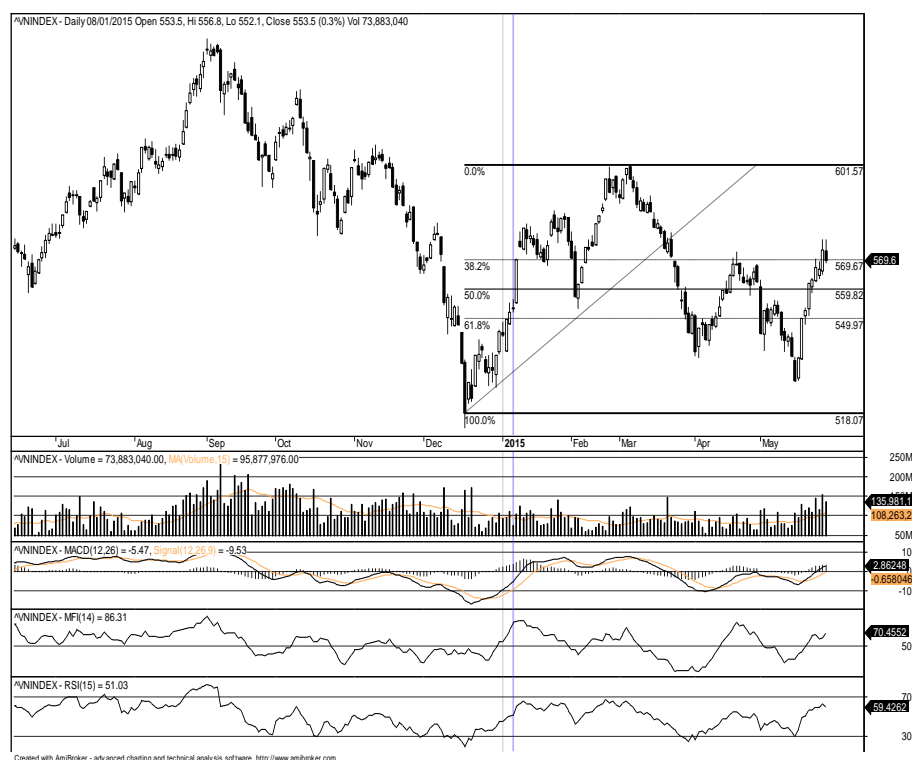 ^VNINDEX - Daily 08/01/2015 Open 553.5, Hi 556.8, Lo 552.1, Close 553.5 (0.3%) Vol 73,883,040
0.0% 601.57
38.2% 569.67
569.6
50.0% 559.82
61.8% 549.97
100.0% 518.07
Jul Aug Sep Oct Nov Dec 2015 Feb Mar Apr May
^VNINDEX - Volume = 73,883,040.00, MA(Volume,15) = 95,877,976.00
250M
200M
135,981,1
108,263,2
50M
^VNINDEX - MACD(12,26) = -5.47, Signal(12,26,9) = -9.53
10
2.86248
-0.658046
-10
^VNINDEX - MFI(14) = 86.31
70.4552
50
^VNINDEX - RSI(15) = 51.03
70
59.4262
30
Created with AmiBroker - advanced charting and technical analysis software. http://www.amibroker.com